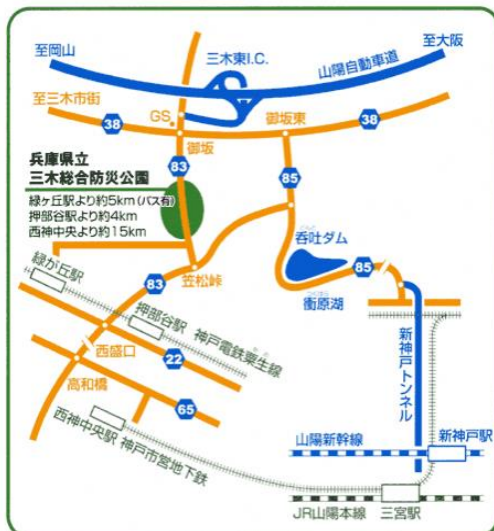 至岡山
三木東I.C.
山陽自動車道
至大阪
至三木市街
GS
38
御坂
御坂東
38
83
85
兵庫県立
三木総合防災公園
緑ヶ丘駅より約5km(バス有)
押部谷駅より約4km
西神中央より約15km
呑吐ダム
85
衝原湖
笠松峠
83
緑が丘駅
押部谷駅
神戸電鉄粟生線
西盛口
22
高和橋
65
新神戸トンネル
西神中央駅
神戸市営地下鉄
山陽新幹線
新神戸駅
JR山陽本線
三宮駅